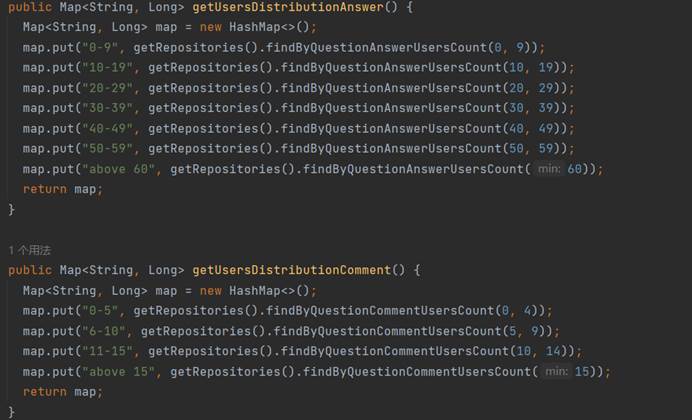 public Map<String, Long> getUsersDistributionAnswer() {
Map<String, Long> map = new HashMap<>();
map.put("0-9", getRepositories().findByQuestionAnswerUsersCount(0, 9));
map.put("10-19", getRepositories().findByQuestionAnswerUsersCount(10, 19));
map.put("20-29", getRepositories().findByQuestionAnswerUsersCount(20, 29));
map.put("30-39", getRepositories().findByQuestionAnswerUsersCount(30, 39));
map.put("40-49", getRepositories().findByQuestionAnswerUsersCount(40, 49));
map.put("50-59", getRepositories().findByQuestionAnswerUsersCount(50, 59));
map.put("above 60", getRepositories().findByQuestionAnswerUsersCount( min: 60));
return map;
}
1 个用法
public Map<String, Long> getUsersDistributionComment() {
Map<String, Long> map = new HashMap<>();
map.put("0-5", getRepositories().findByQuestionCommentUsersCount(0, 4));
map.put("6-10", getRepositories().findByQuestionCommentUsersCount(5, 9));
map.put("11-15", getRepositories().findByQuestionCommentUsersCount(10, 14));
map.put("above 15", getRepositories().findByQuestionCommentUsersCount( min: 15));
return map;
}